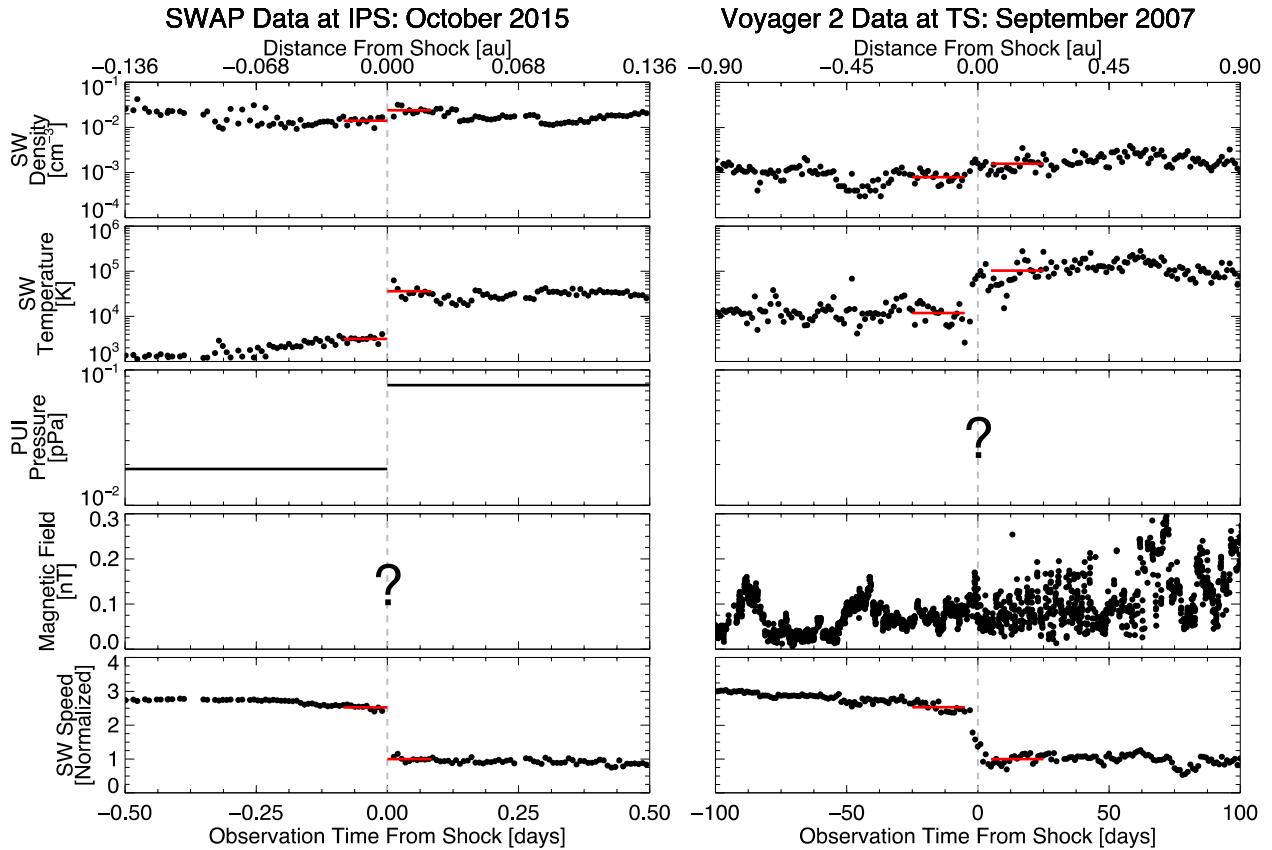 SWAP Data at IPS: October 2015
Voyager 2 Data at TS: September 2007
Distance From Shock [au]
Distance From Shock [au]
−0.136 −0.068 0.000 0.068 0.136
−0.90 −0.45 0.00 0.45 0.90
SW
Density
[cm⁻³]
10⁻¹
10⁻²
10⁻³
10⁻⁴
SW
Temperature
[K]
10⁶
10⁵
10⁴
10³
PUI
Pressure
[pPa]
10⁻¹
10⁻²
?
Magnetic Field
[nT]
0.3
0.2
0.1
0.0
?
SW Speed
[Normalized]
4
3
2
1
0
−0.50 −0.25 0.00 0.25 0.50
−100 −50 0 50 100
Observation Time From Shock [days]
Observation Time From Shock [days]